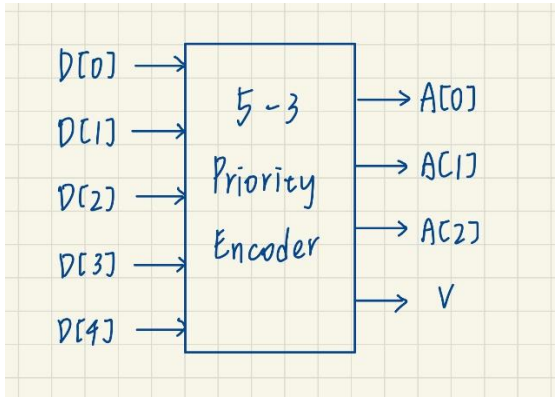 D[0]
D[1]
D[2]
D[3]
D[4]
5-3
Priority
Encoder
A[0]
A[1]
A[2]
V